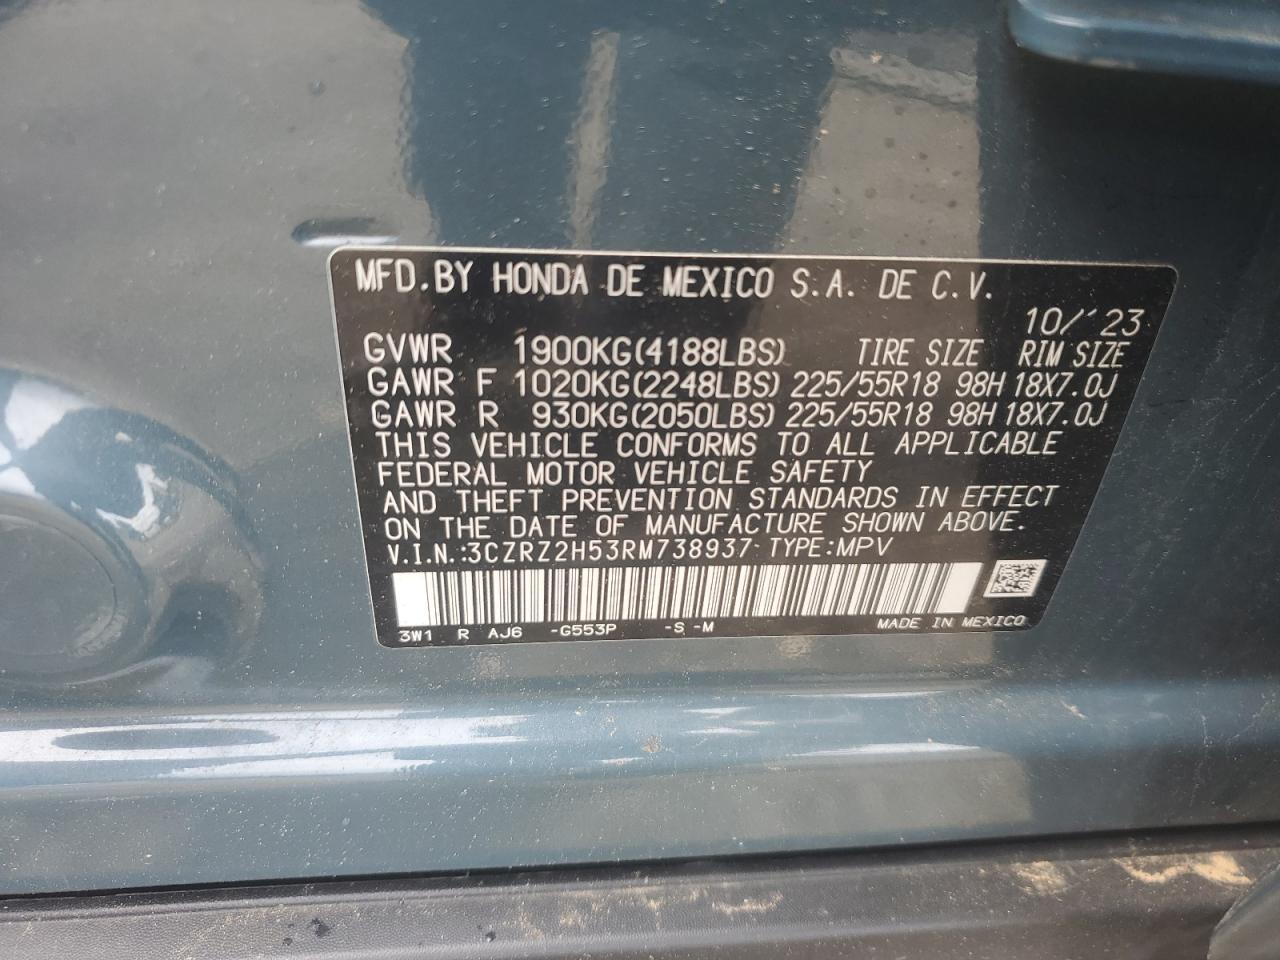 MFD.BY HONDA DE MEXICO S.A. DE C.V.
10/'23
GVWR 1900KG(4188LBS) TIRE SIZE RIM SIZE
GAWR F 1020KG(2248LBS) 225/55R18 98H 18X7.0J
GAWR R 930KG(2050LBS) 225/55R18 98H 18X7.0J
THIS VEHICLE CONFORMS TO ALL APPLICABLE
FEDERAL MOTOR VEHICLE SAFETY
AND THEFT PREVENTION STANDARDS IN EFFECT
ON THE DATE OF MANUFACTURE SHOWN ABOVE.
V.I.N.:3CZRZ2H53RM738937 TYPE:MPV
3W1 R AJ6 -G553P -S -M MADE IN MEXICO